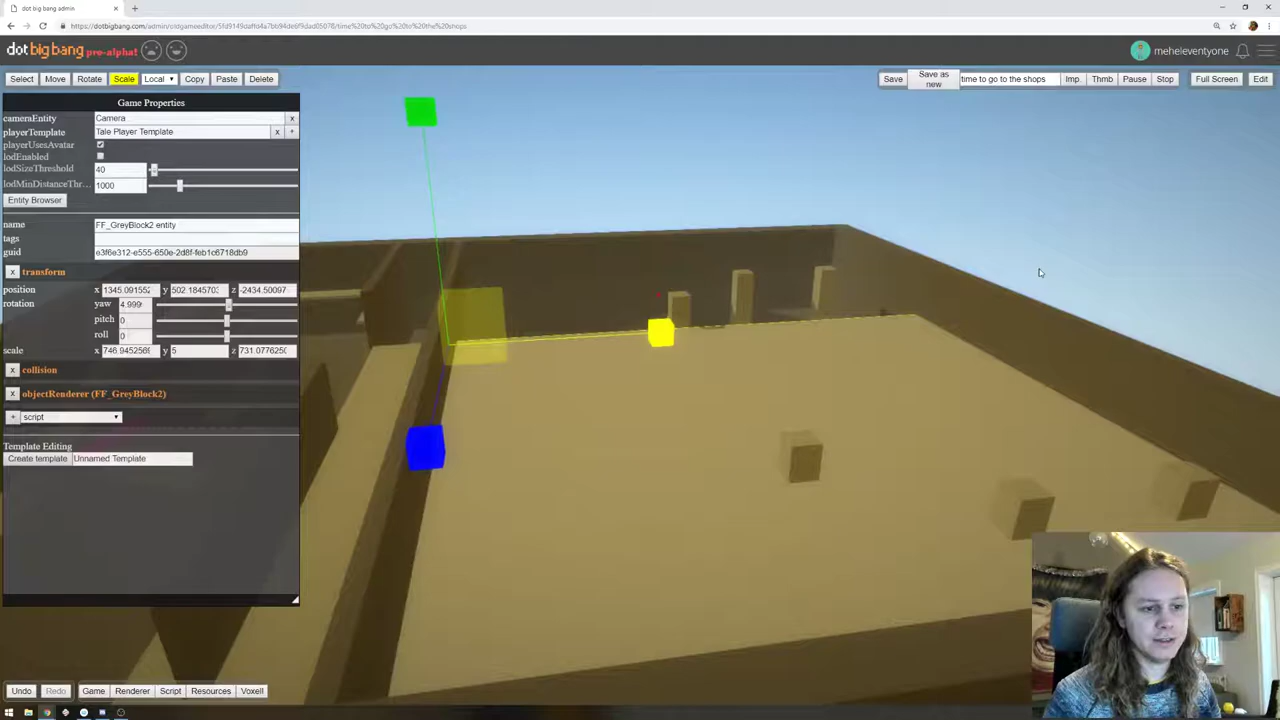 dot big bang admin
https://dotbigbang.com/admin/oldgameeditor/5fd9149daffd4a7bb94de6f9dad05078/time%20to%20go%20to%20the%20shops
dot big bang pre-alpha
meheleventyone
Select Move Rotate Scale Local Copy Paste Delete
Save Save as new time to go to the shops Imp. Thmb Pause Stop Full Screen Edit
Game Properties
cameraEntity Camera x
playerTemplate Tale Player Template x +
playerUsesAvatar
lodEnabled
lodSizeThreshold 40
lodMinDistanceThr... 1000
Entity Browser
name FF_GreyBlock2 entity
tags
guid e3f6e312-e555-650e-2d8f-feb1c6718db9
x transform
position x 1345.091552 y 502.184570 z -2434.50097
rotation yaw 4.999
pitch 0
roll 0
scale x 746.9452569 y 5 z 731.0776250
x collision
x objectRenderer (FF_GreyBlock2)
+ script
Template Editing
Create template Unnamed Template
Undo Redo Game Renderer Script Resources Voxell